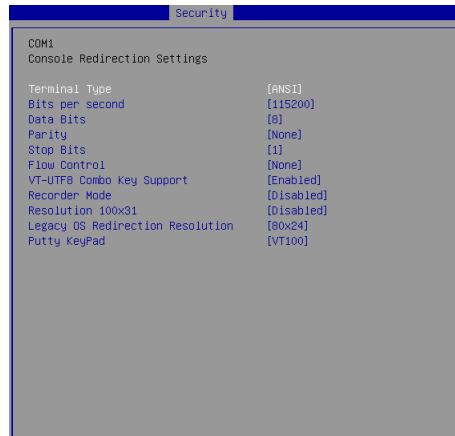 Security
COM1
Console Redirection Settings
Terminal Type [ANSI]
Bits per second [115200]
Data Bits [8]
Parity [None]
Stop Bits [1]
Flow Control [None]
VT-UTF8 Combo Key Support [Enabled]
Recorder Mode [Disabled]
Resolution 100x31 [Disabled]
Legacy OS Redirection Resolution [80x24]
Putty KeyPad [VT100]